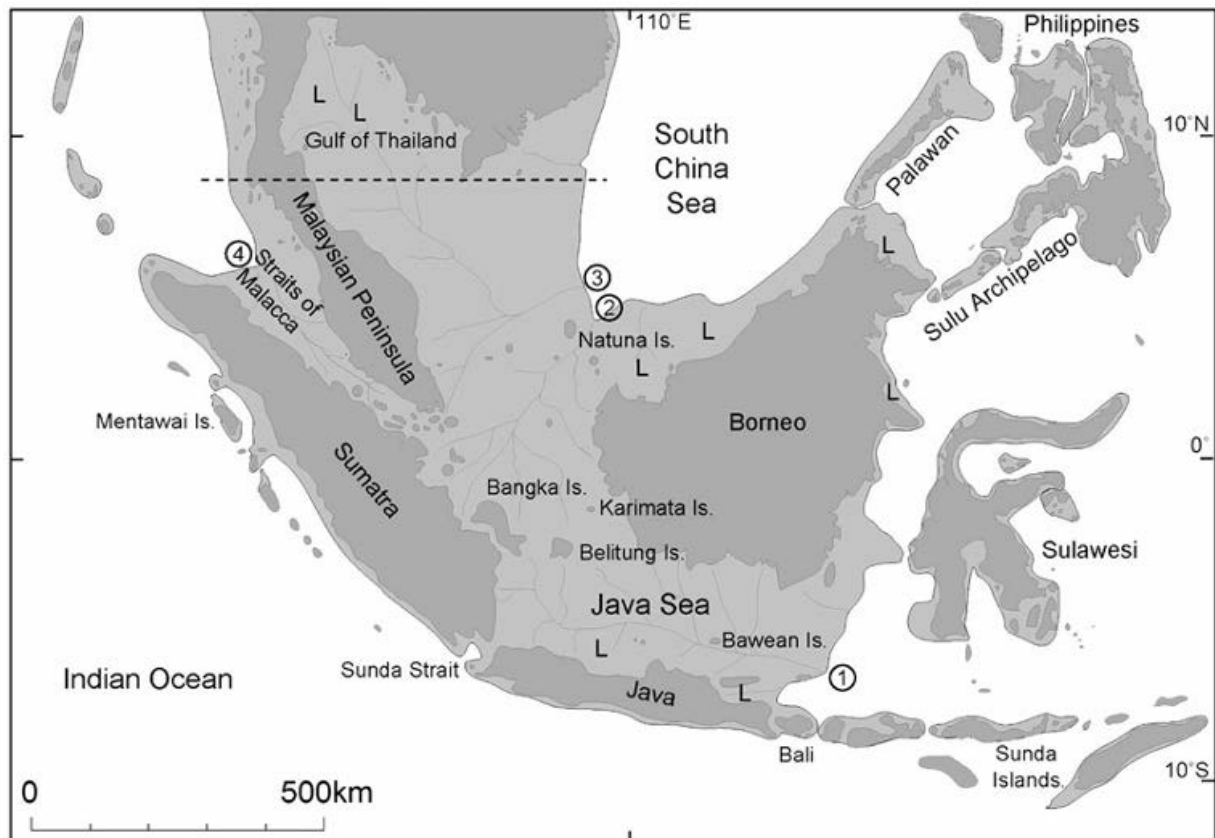 110°E
Philippines
L
L
Gulf of Thailand
South
China
Sea
10°N
Palawan
Malaysian Peninsula
4
Straits of
Malacca
3
2
L
Sulu Archipelago
Natuna Is.
L
L
L
Mentawai Is.
Borneo
0°
Sumatra
Bangka Is.
Karimata Is.
Belitung Is.
Sulawesi
Java Sea
L
Bawean Is.
Sunda Strait
Indian Ocean
Java
L
1
Bali
Sunda
Islands.
10°S
0
500km